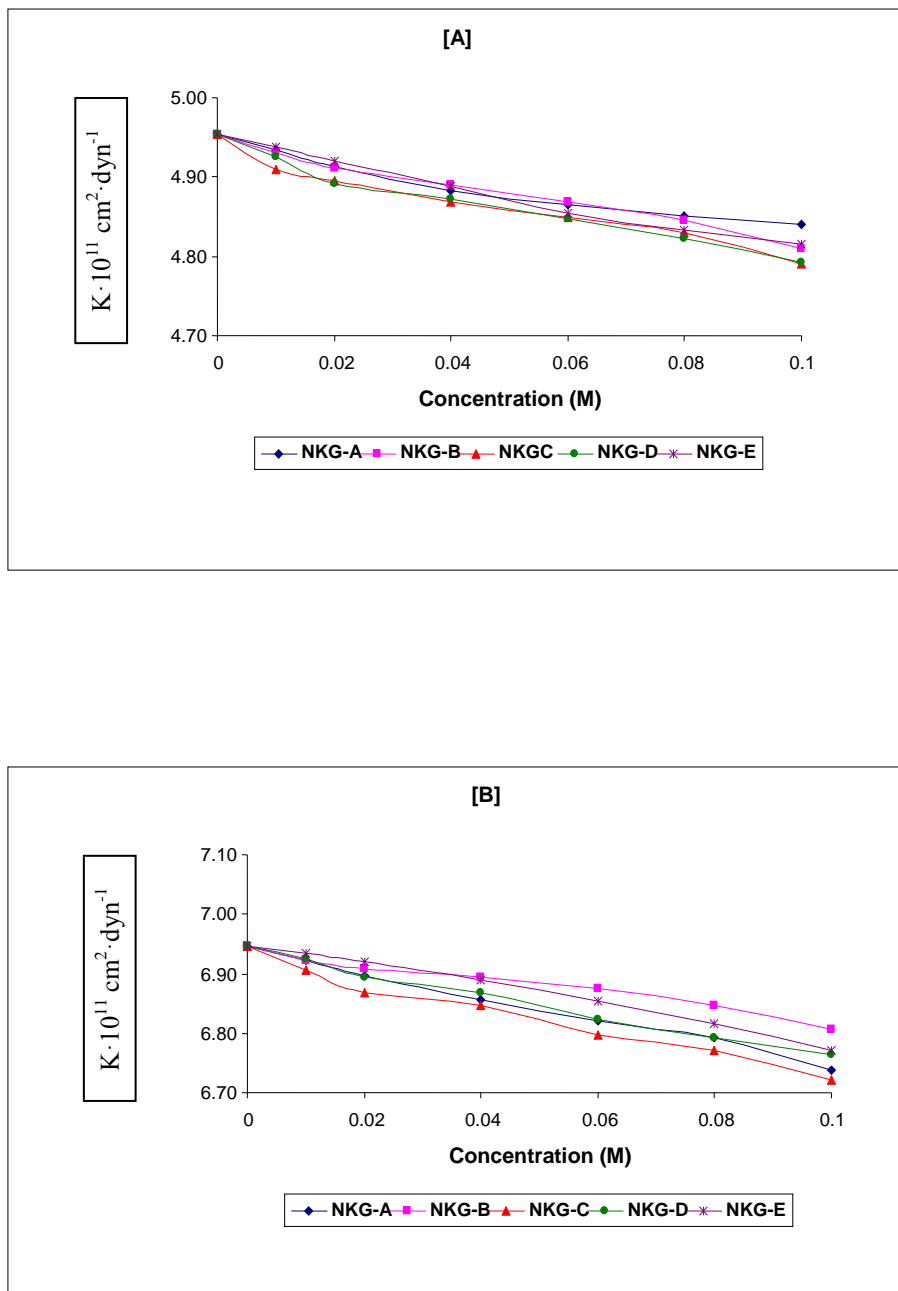 [A]
K·10¹¹ cm²·dyn⁻¹
5.00
4.90
4.80
4.70
0 0.02 0.04 0.06 0.08 0.1
Concentration (M)
NKG-A NKG-B NKGC NKG-D NKG-E
[B]
K·10¹¹ cm²·dyn⁻¹
7.10
7.00
6.90
6.80
6.70
0 0.02 0.04 0.06 0.08 0.1
Concentration (M)
NKG-A NKG-B NKG-C NKG-D NKG-E